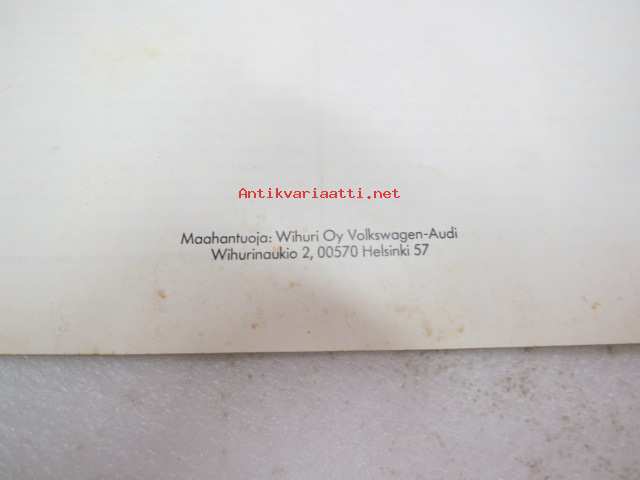 Antikvariaatti.net
Maahantuoja: Wihuri Oy Volkswagen-Audi
Wihurinaukio 2, 00570 Helsinki 57